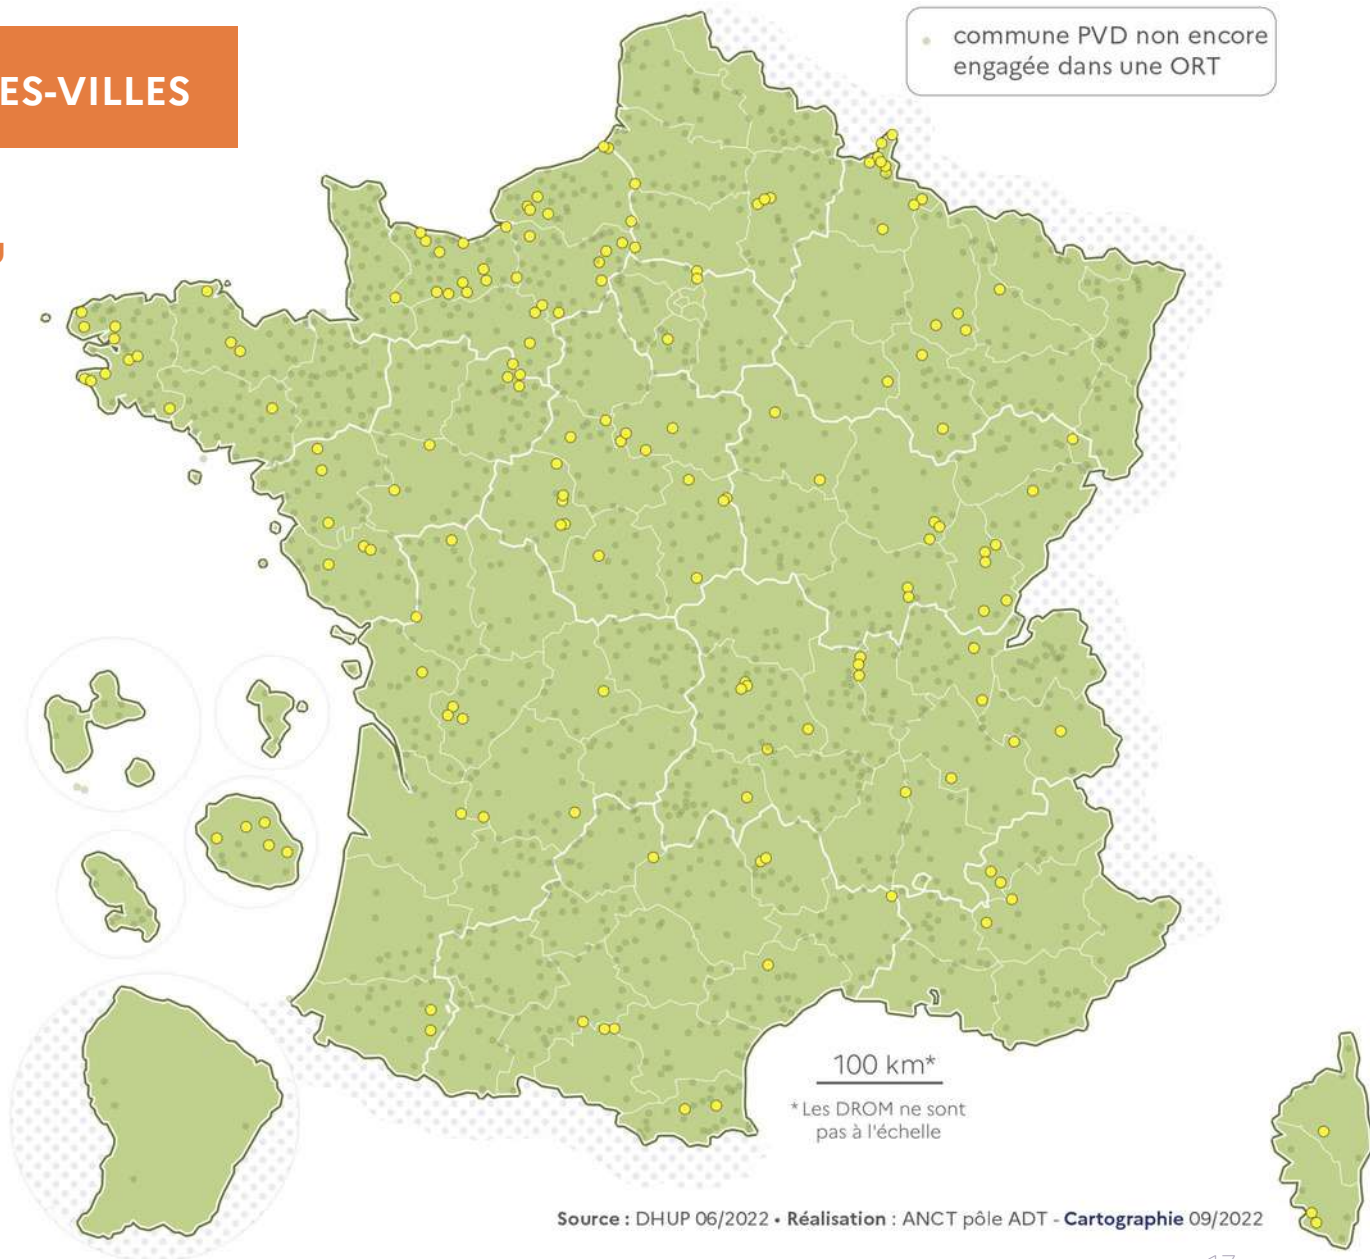 ES-VILLES
commune PVD non encore
engagée dans une ORT
100 km*
*Les DROM ne sont
pas à l'échelle
Source : DHUP 06/2022 • Réalisation : ANCT pôle ADT - Cartographie 09/2022